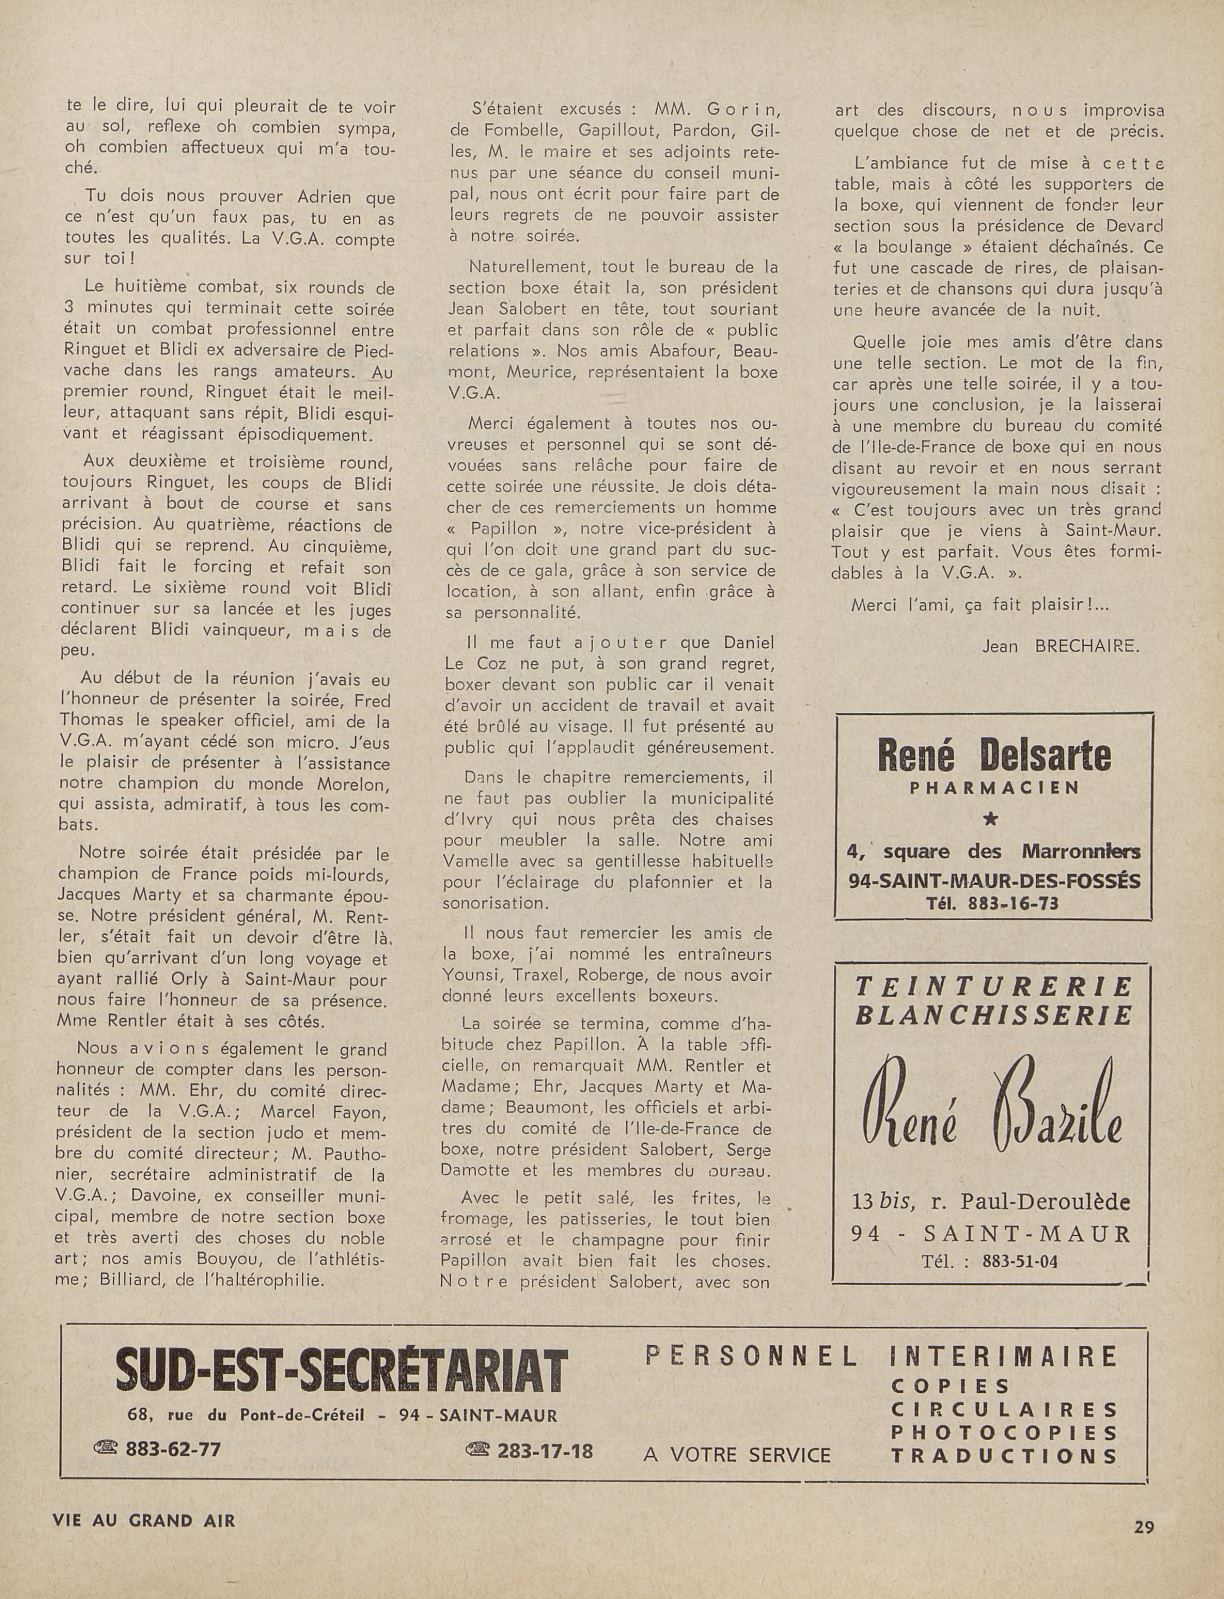 te le dire, lui qui pleurait de te voir
au sol, reflexe oh combien sympa,
oh combien affectueux qui m'a tou-
ché.
Tu dois nous prouver Adrien que
ce n'est qu'un faux pas, tu en as
toutes les qualités. La V.G.A. compte
sur toi !
Le huitième combat, six rounds de
3 minutes qui terminait cette soirée
était un combat professionnel entre
Ringuet et Blidi ex adversaire de Pied-
vache dans les rangs amateurs. Au
premier round, Ringuet était le meil-
leur, attaquant sans répit, Blidi esqui-
vant et réagissant épisodiquement.
Aux deuxième et troisième round,
toujours Ringuet, les coups de Blidi
arrivant à bout de course et sans
précision. Au quatrième, réactions de
Blidi qui se reprend. Au cinquième,
Blidi fait le forcing et refait son
retard. Le sixième round voit Blidi
continuer sur sa lancée et les juges
déclarent Blidi vainqueur, mais de
peu.
Au début de la réunion j'avais eu
l'honneur de présenter la soirée, Fred
Thomas le speaker officiel, ami de la
V.G.A. m'ayant cédé son micro. J'eus
le plaisir de présenter à l'assistance
notre champion du monde Morelon,
qui assista, admiratif, à tous les com-
bats.
Notre soirée était présidée par le
champion de France poids mi-lourds,
Jacques Marty et sa charmante épou-
se. Notre président général, M. Rent-
ler, s'était fait un devoir d'être là,
bien qu'arrivant d'un long voyage et
ayant rallié Orly à Saint-Maur pour
nous faire l'honneur de sa présence.
Mme Rentler était à ses côtés.
Nous avions également le grand
honneur de compter dans les person-
nalités : MM. Ehr, du comité direc-
teur de la V.G.A. ; Marcel Fayon,
président de la section judo et mem-
bre du comité directeur ; M. Pautho-
nier, secrétaire administratif de la
V.G.A. ; Davoine, ex conseiller muni-
cipal, membre de notre section boxe
et très averti des choses du noble
art ; nos amis Bouyou, de l'athlétis-
me ; Billiard, de l'haltérophilie.
S'étaient excusés : MM. Gorin,
de Fombelle, Gapillout, Pardon, Gil-
les, M. le maire et ses adjoints rete-
nus par une séance du conseil muni-
pal, nous ont écrit pour faire part de
leurs regrets de ne pouvoir assister
à notre soirée.
Naturellement, tout le bureau de la
section boxe était la, son président
Jean Salobert en tête, tout souriant
et parfait dans son rôle de « public
relations ». Nos amis Abafour, Beau-
mont, Meurice, représentaient la boxe
V.G.A.
Merci également à toutes nos ou-
vreuses et personnel qui se sont dé-
vouées sans relâche pour faire de
cette soirée une réussite. Je dois déta-
cher de ces remerciements un homme
« Papillon », notre vice-président à
qui l'on doit une grand part du suc-
cès de ce gala, grâce à son service de
location, à son allant, enfin grâce à
sa personnalité.
Il me faut ajouter que Daniel
Le Coz ne put, à son grand regret,
boxer devant son public car il venait
d'avoir un accident de travail et avait
été brûlé au visage. Il fut présenté au
public qui l'applaudit généreusement.
Dans le chapitre remerciements, il
ne faut pas oublier la municipalité
d'Ivry qui nous prêta des chaises
pour meubler la salle. Notre ami
Vamelle avec sa gentillesse habituelle
pour l'éclairage du plafonnier et la
sonorisation.
Il nous faut remercier les amis de
la boxe, j'ai nommé les entraîneurs
Younsi, Traxel, Roberge, de nous avoir
donné leurs excellents boxeurs.
La soirée se termina, comme d'ha-
bitude chez Papillon. A la table offi-
cielle, on remarquait MM. Rentler et
Madame ; Ehr, Jacques Marty et Ma-
dame ; Beaumont, les officiels et arbi-
tres du comité de l'Ile-de-France de
boxe, notre président Salobert, Serge
Damotte et les membres du bureau.
Avec le petit salé, les frites, le
fromage, les patisseries, le tout bien
arrosé et le champagne pour finir
Papillon avait bien fait les choses.
Notre président Salobert, avec son
art des discours, nous improvisa
quelque chose de net et de précis.
L'ambiance fut de mise à cette
table, mais à côté les supporters de
la boxe, qui viennent de fonder leur
section sous la présidence de Devard
« la boulange » étaient déchaînés. Ce
fut une cascade de rires, de plaisan-
teries et de chansons qui dura jusqu'à
une heure avancée de la nuit.
Quelle joie mes amis d'être dans
une telle section. Le mot de la fin,
car après une telle soirée, il y a tou-
jours une conclusion, je la laisserai
à une membre du bureau du comité
de l'Ile-de-France de boxe qui en nous
disant au revoir et en nous serrant
vigoureusement la main nous disait :
« C'est toujours avec un très grand
plaisir que je viens à Saint-Maur.
Tout y est parfait. Vous êtes formi-
dables à la V.G.A. ».
Merci l'ami, ça fait plaisir !...
Jean BRECHAIRE.
René Delsarte
PHARMACIEN
★
4, square des Marronniers
94-SAINT-MAUR-DES-FOSSÉS
Tél. 883-16-73
TEINTURERIE
BLANCHISSERIE
René Bazile
13 bis, r. Paul-Deroulède
94 - SAINT-MAUR
Tél. : 883-51-04
SUD-EST-SECRÉTARIAT
68, rue du Pont-de-Créteil - 94 - SAINT-MAUR
☎ 883-62-77 ☎ 283-17-18
PERSONNEL INTERIMAIRE
COPIES
CIRCULAIRES
PHOTOCOPIES
A VOTRE SERVICE TRADUCTIONS
VIE AU GRAND AIR
29